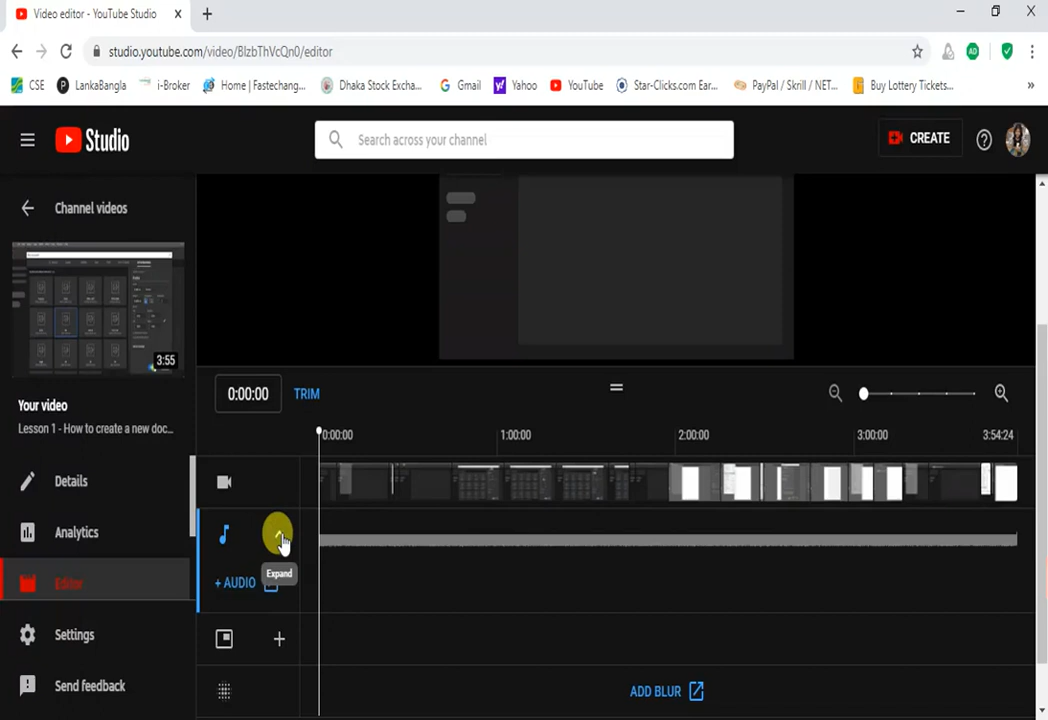 Video editor - YouTube Studio
studio.youtube.com/video/BlzbThVcQn0/editor
CSE LankaBangla i-Broker Home | Fastechang... Dhaka Stock Excha... Gmail Yahoo YouTube Star-Clicks.com Ear... PayPal / Skrill / NET... Buy Lottery Tickets... »
Studio
Search across your channel
CREATE
Channel videos
3:55
Your video
Lesson 1 - How to create a new doc...
0:00:00 TRIM
0:00:00 1:00:00 2:00:00 3:00:00 3:54:24
Details
Analytics
Expand
+ AUDIO
Editor
Settings
Send feedback
ADD BLUR